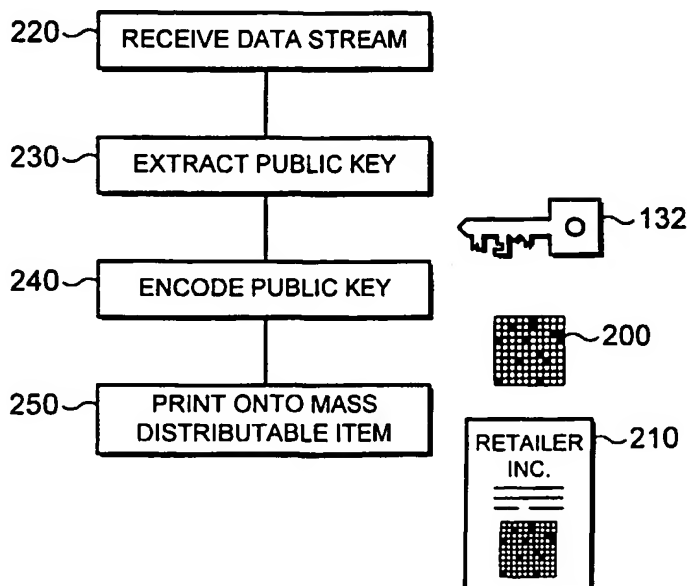 220
RECEIVE DATA STREAM
230
EXTRACT PUBLIC KEY
132
240
ENCODE PUBLIC KEY
200
250
PRINT ONTO MASS
DISTRIBUTABLE ITEM
RETAILER
INC.
210